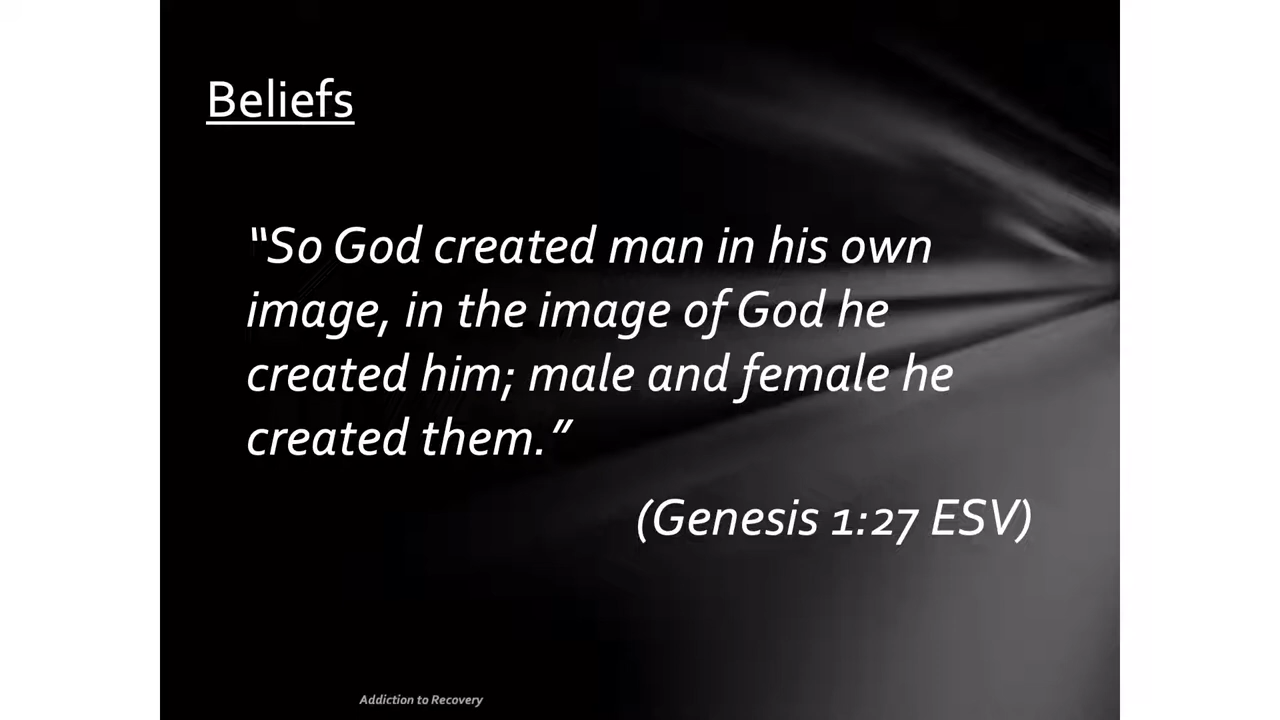 Beliefs
“So God created man in his own
image, in the image of God he
created him; male and female he
created them.”
(Genesis 1:27 ESV)
Addiction to Recovery